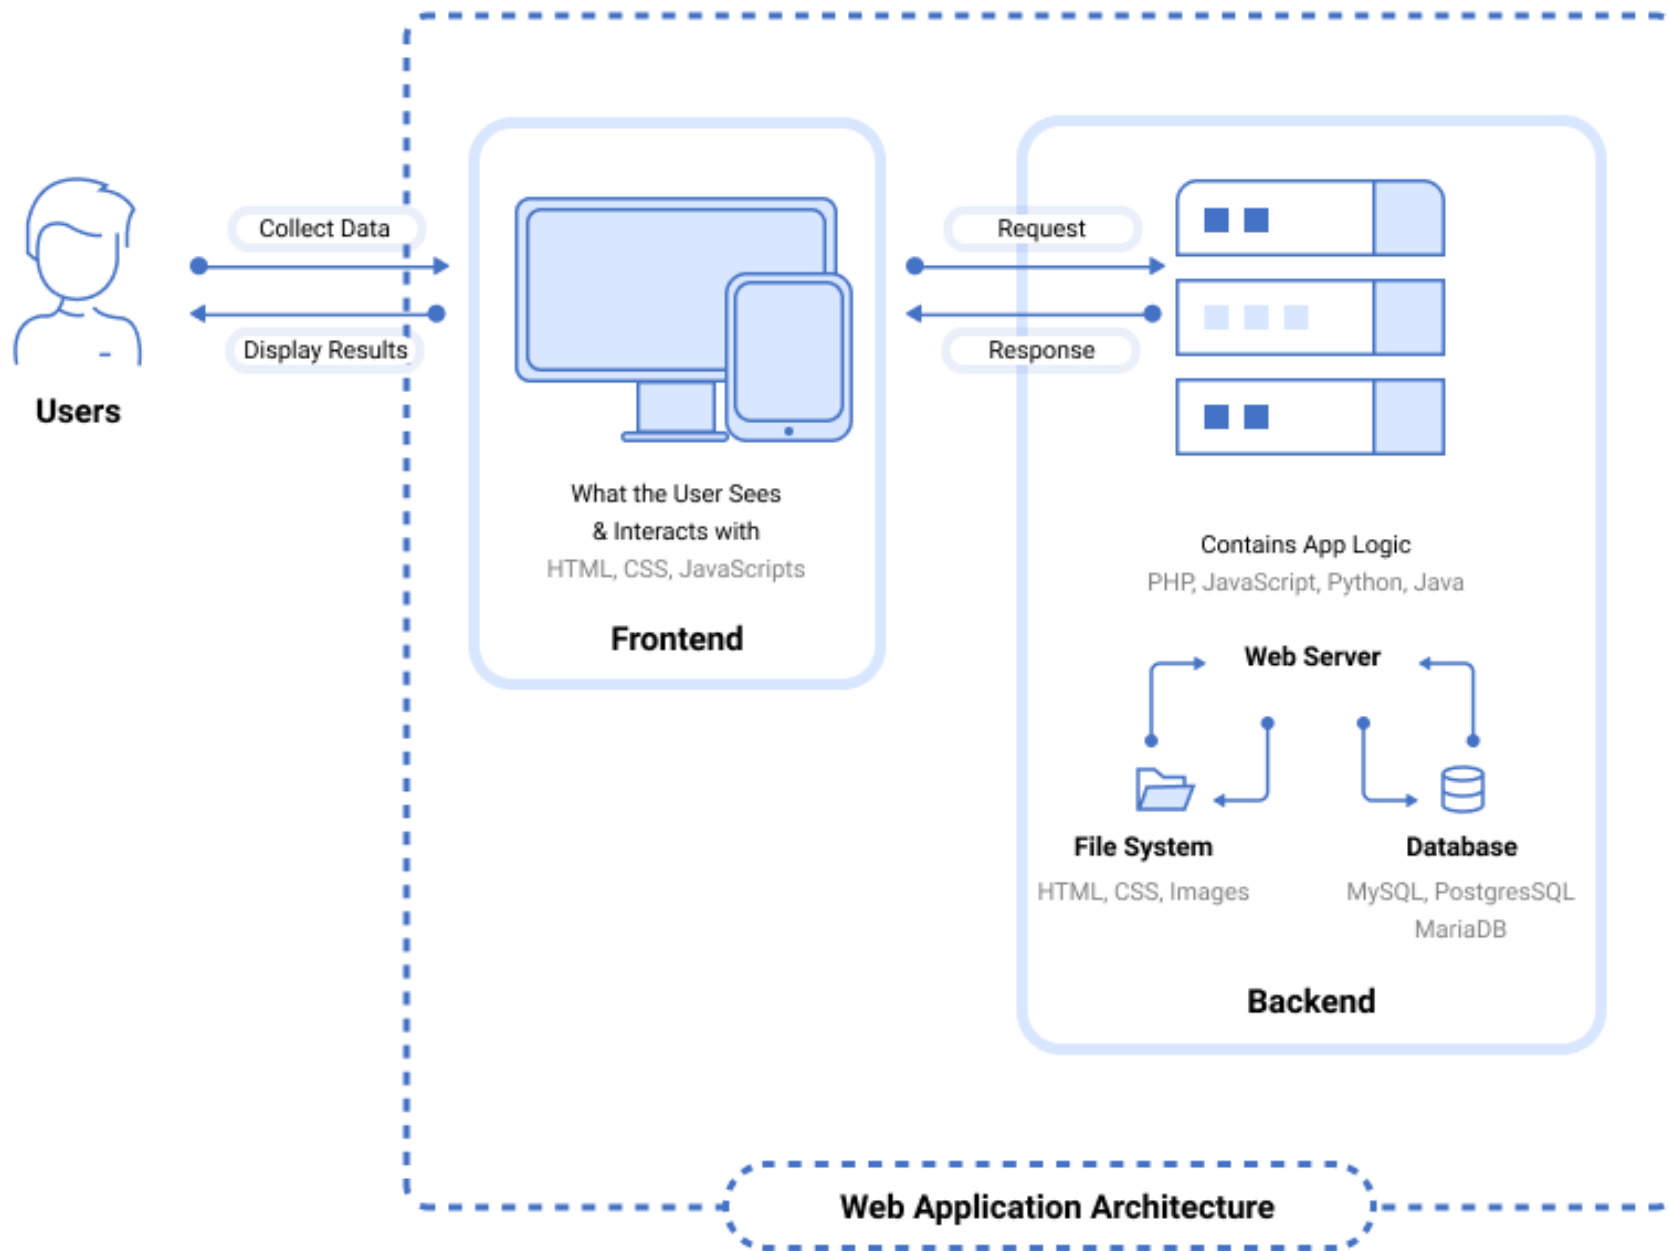 Users
Collect Data
Display Results
What the User Sees
& Interacts with
HTML, CSS, JavaScripts
Frontend
Request
Response
Contains App Logic
PHP, JavaScript, Python, Java
Web Server
File System
HTML, CSS, Images
Database
MySQL, PostgresSQL
MariaDB
Backend
Web Application Architecture